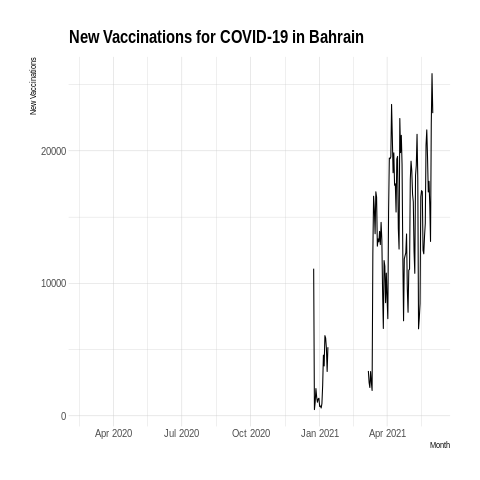 New Vaccinations for COVID-19 in Bahrain
New Vaccinations
20000
10000
0
Apr 2020 Jul 2020 Oct 2020 Jan 2021 Apr 2021
Month